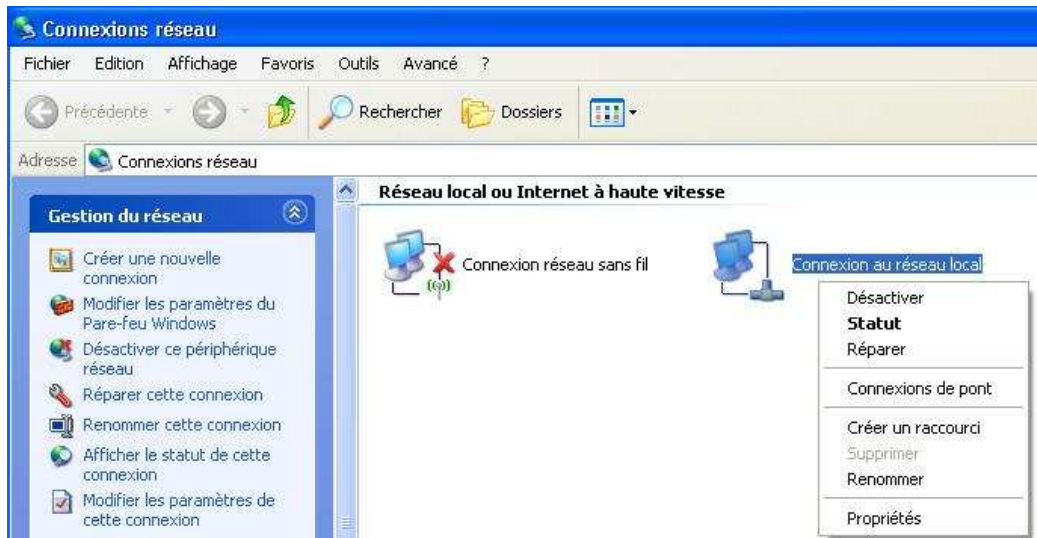 Connexions réseau
Fichier Edition Affichage Favoris Outils Avancé ?
Précédente Rechercher Dossiers
Adresse Connexions réseau
Gestion du réseau
Créer une nouvelle
connexion
Modifier les paramètres du
Pare-feu Windows
Désactiver ce périphérique
réseau
Réparer cette connexion
Renommer cette connexion
Afficher le statut de cette
connexion
Modifier les paramètres de
cette connexion
Réseau local ou Internet à haute vitesse
Connexion réseau sans fil
Connexion au réseau local
Désactiver
Statut
Réparer
Connexions de pont
Créer un raccourci
Supprimer
Renommer
Propriétés